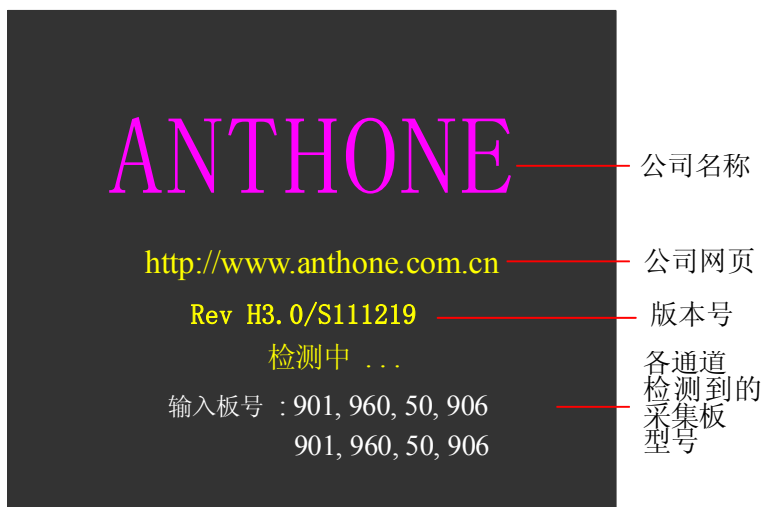 ANTHONE
公司名称
http://www.anthone.com.cn
公司网页
Rev H3.0/S111219
版本号
检测中 ...
输入板号 : 901, 960, 50, 906
901, 960, 50, 906
各通道
检测到的
采集板
型号